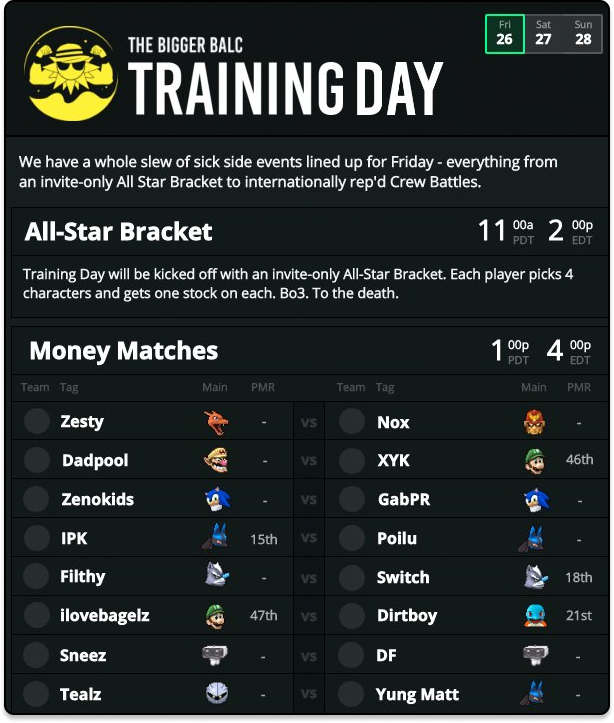 Fri Sat Sun
26 27 28
THE BIGGER BALC
TRAINING DAY
We have a whole slew of sick side events lined up for Friday - everything from
an invite-only All Star Bracket to internationally rep'd Crew Battles.
All-Star Bracket 11 00a PDT 2 00p EDT
Training Day will be kicked off with an invite-only All-Star Bracket. Each player picks 4
characters and gets one stock on each. Bo3. To the death.
Money Matches 1 00p PDT 4 00p EDT
Team Tag Main PMR Team Tag Main PMR
Zesty - vs Nox -
Dadpool - vs XYK 46th
Zenokids - vs GabPR -
IPK 15th vs Poilu -
Filthy - vs Switch 18th
ilovebagelz 47th vs Dirtboy 21st
Sneez - vs DF -
Tealz - vs Yung Matt -